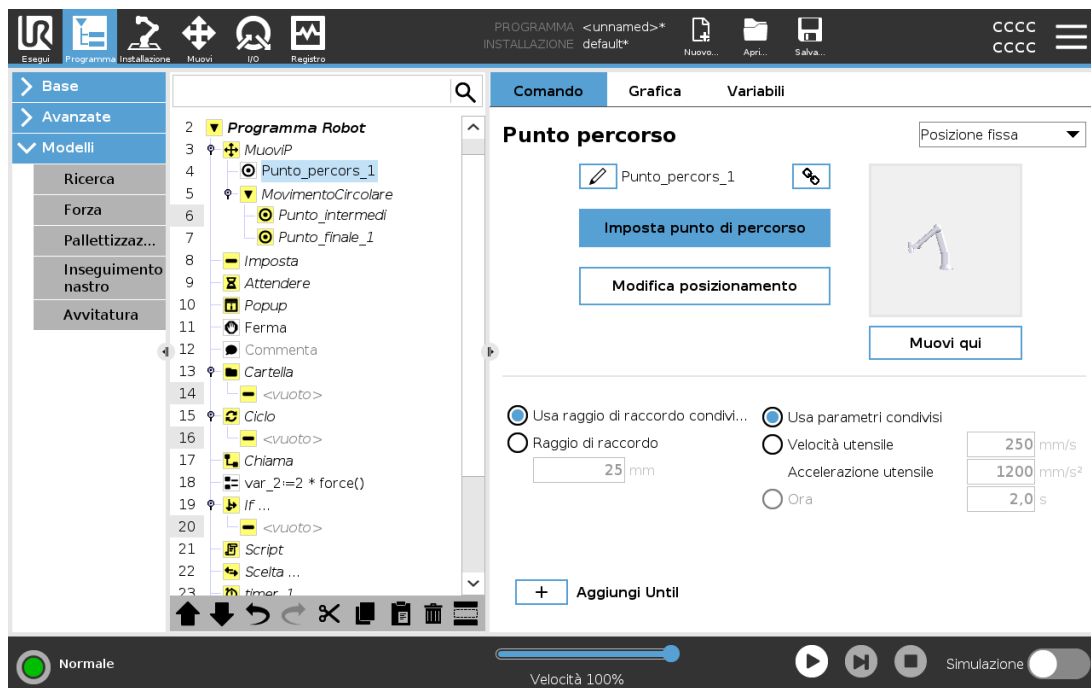 UR
PROGRAMMA <unnamed>*
INSTALLAZIONE default*
Esegui
Programma
Installazione
Muovi
I/O
Registro
Nuovo...
Apri...
Salva...
CCCC
CCCC
Base
Avanzate
Modelli
Ricerca
Forza
Pallettizzaz...
Inseguimento
nastro
Avvitatura
2 Programma Robot
3 MuoviP
4 Punto_percors_1
5 MovimentoCircolare
6 Punto_intermedi
7 Punto_finale_1
8 Imposta
9 Attendere
10 Popup
11 Ferma
12 Commenta
13 Cartella
14 <vuoto>
15 Ciclo
16 <vuoto>
17 Chiama
18 var_2:=2 * force()
19 If ...
20 <vuoto>
21 Script
22 Scelta ...
23 timer_1
Comando
Grafica
Variabili
Punto percorso
Posizione fissa
Punto_percors_1
Imposta punto di percorso
Modifica posizionamento
Muovi qui
Usa raggio di raccordo condivi...
Raggio di raccordo
25 mm
Usa parametri condivisi
Velocità utensile 250 mm/s
Accelerazione utensile 1200 mm/s²
Ora 2,0 s
+ Aggiungi Until
Normale
Velocità 100%
Simulazione